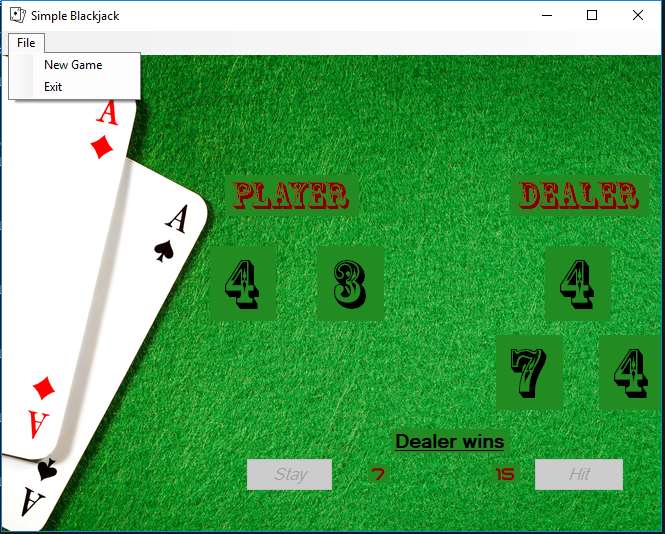 Simple Blackjack
File
New Game
Exit
A
A
PLAYER DEALER
4 3 4
7 4
A
Dealer wins
Stay 7 15 Hit
A